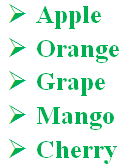 ➢ Apple
➢ Orange
➢ Grape
➢ Mango
➢ Cherry